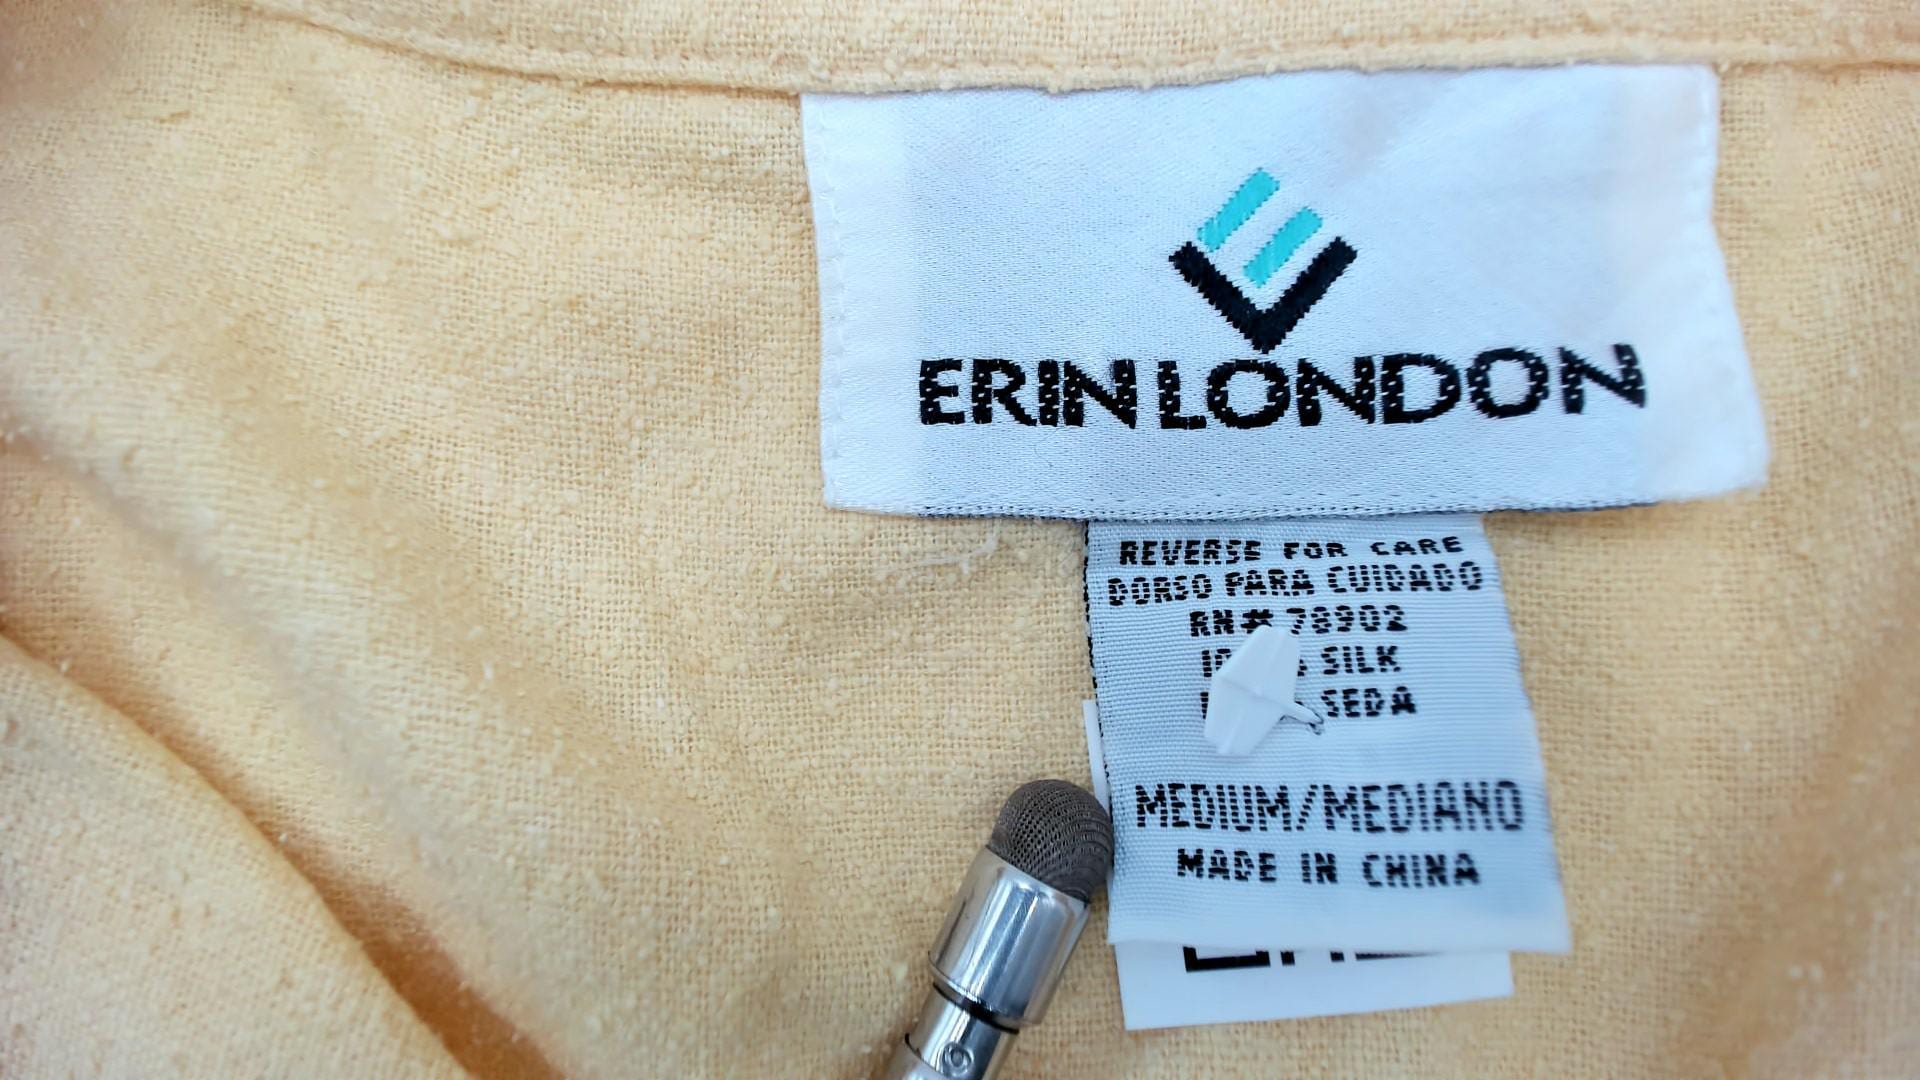 ERIN LONDON
REVERSE FOR CARE
DORSO PARA CUIDADO
RN# 78902
SILK
SEDA
MEDIUM/MEDIANO
MADE IN CHINA